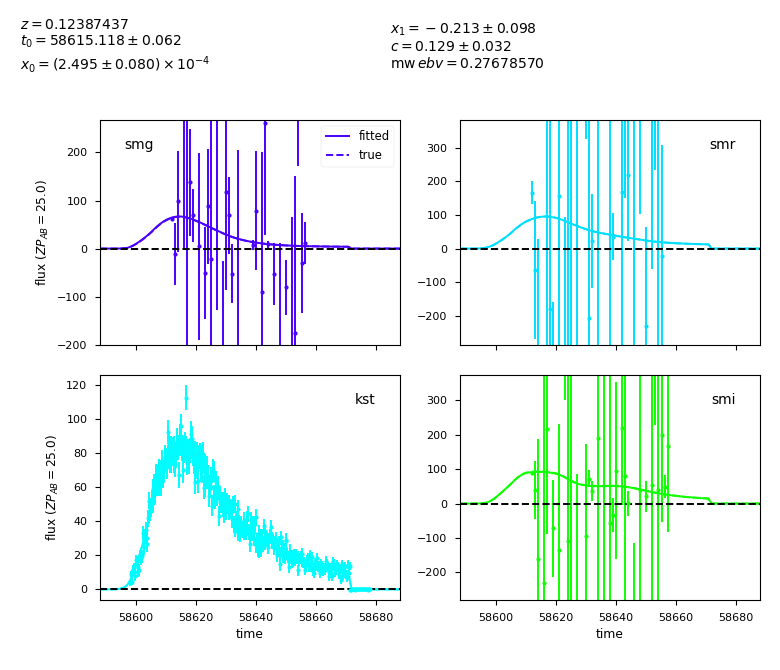 z = 0.12387437
t₀ = 58615.118 ± 0.062
x₀ = (2.495 ± 0.080) × 10⁻⁴
x₁ = −0.213 ± 0.098
c = 0.129 ± 0.032
mw ebv = 0.27678570
smg
fitted
true
200
100
0
−100
−200
flux (ZP_AB = 25.0)
smr
300
200
100
0
−100
−200
kst
120
100
80
60
40
20
0
flux (ZP_AB = 25.0)
58600 58620 58640 58660 58680
time
smi
300
200
100
0
−100
−200
58600 58620 58640 58660 58680
time